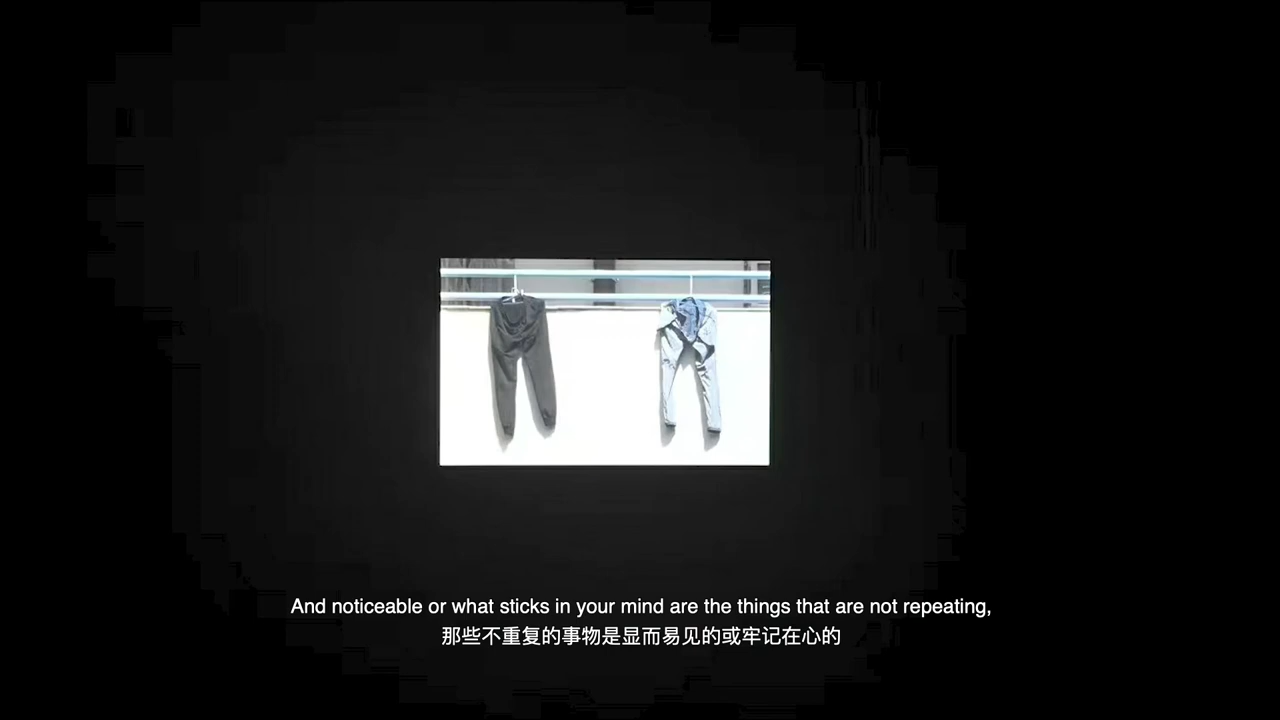 And noticeable or what sticks in your mind are the things that are not repeating,
那些不重复的事物是显而易见的或牢记在心的